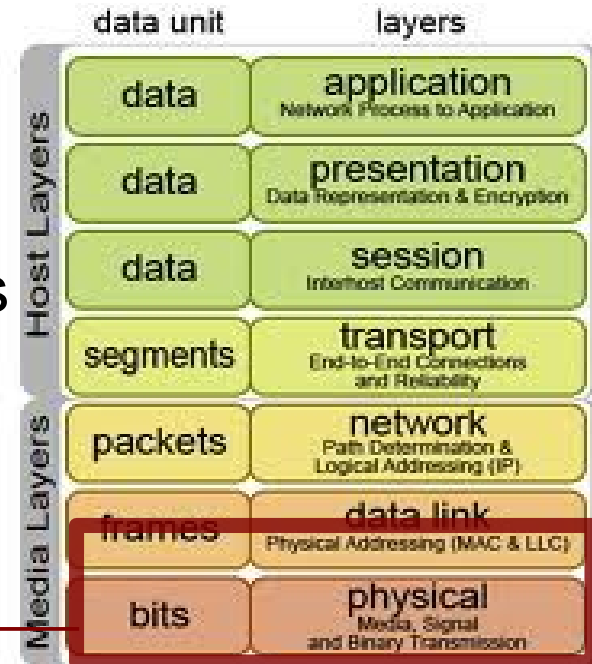 data unit layers
Host Layers
data application
Network Process to Application
data presentation
Data Representation & Encryption
data session
Interhost Communication
s
segments transport
End-to-End Connections
and Reliability
Media Layers
packets network
Path Determination &
Logical Addressing (IP)
frames data link
Physical Addressing (MAC & LLC)
bits physical
Media, Signal
and Binary Transmission